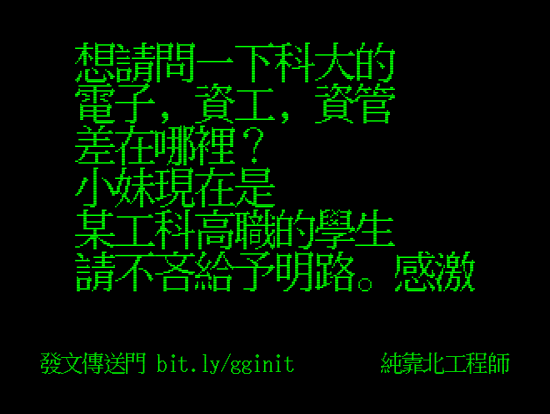 想請問一下科大的
電子，資工，資管
差在哪裡？
小妹現在是
某工科高職的學生
請不吝給予明路。感激
發文傳送門 bit.ly/gginit 純靠北工程師